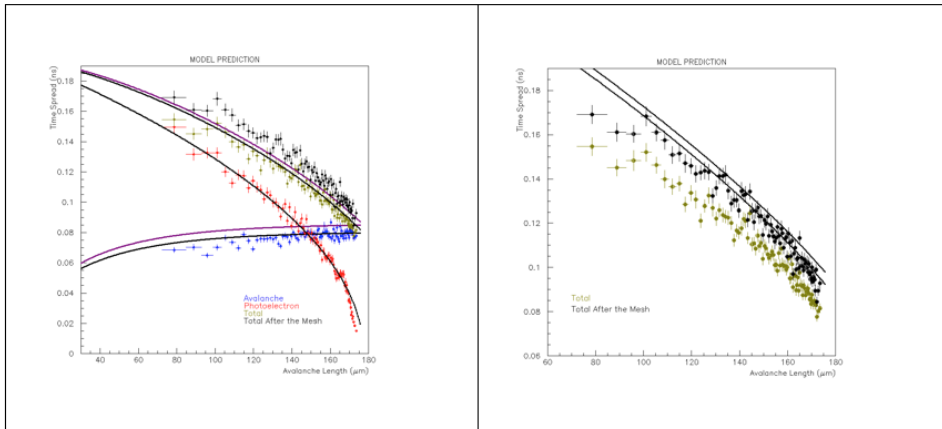 MODEL PREDICTION
Time Spread (ns)
0.18
0.16
0.14
0.12
0.1
0.08
0.06
0.04
0.02
0
Avalanche
Photoelectron
Total
Total After the Mesh
40 60 80 100 120 140 160 180
Avalanche Length (μm)
MODEL PREDICTION
Time Spread (ns)
0.18
0.16
0.14
0.12
0.1
0.08
0.06
Total
Total After the Mesh
60 80 100 120 140 160 180
Avalanche Length (μm)